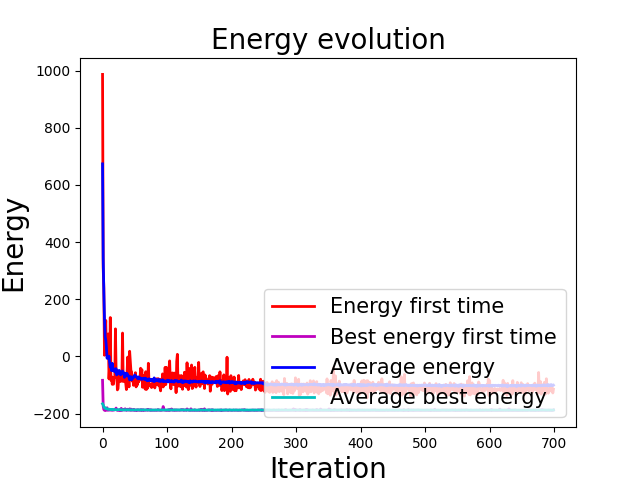 Energy evolution
Energy
1000
800
600
400
200
0
−200
Energy first time
Best energy first time
Average energy
Average best energy
0 100 200 300 400 500 600 700
Iteration